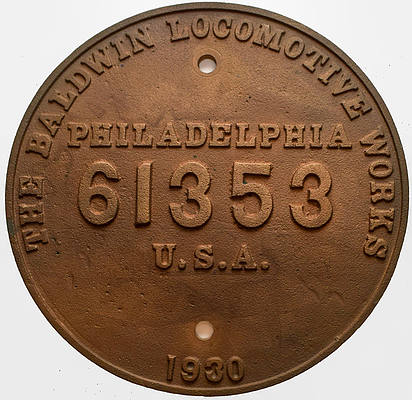 THE BALDWIN LOCOMOTIVE WORKS
PHILADELPHIA
61353
U.S.A.
1930